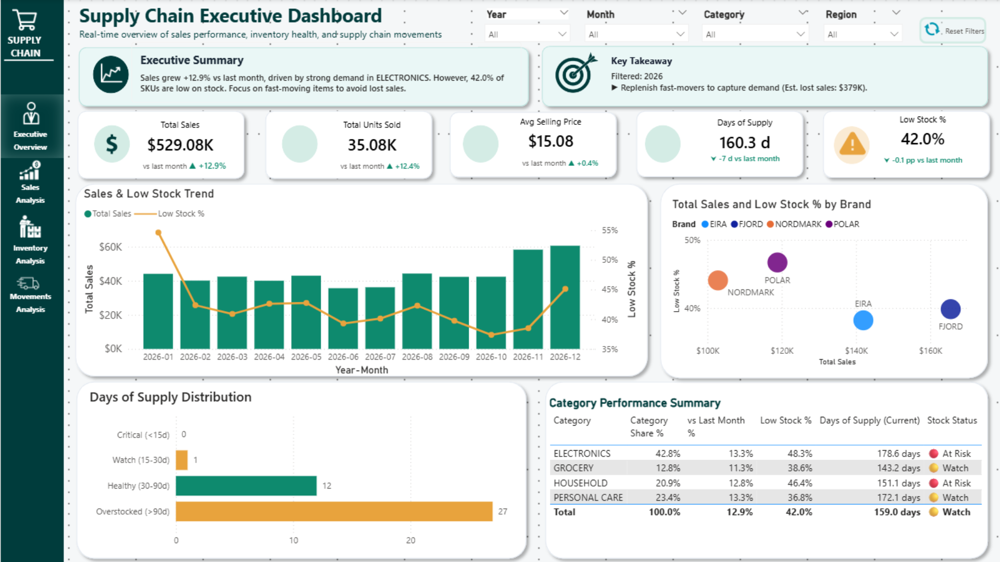 SUPPLY
CHAIN
Executive
Overview
Sales
Analysis
Inventory
Analysis
Movements
Analysis
Supply Chain Executive Dashboard
Real-time overview of sales performance, inventory health, and supply chain movements
Year
All
Month
All
Category
All
Region
All
Reset Filters
Executive Summary
Sales grew +12.9% vs last month, driven by strong demand in ELECTRONICS. However, 42.0% of
SKUs are low on stock. Focus on fast-moving items to avoid lost sales.
Key Takeaway
Filtered: 2026
► Replenish fast-movers to capture demand (Est. lost sales: $379K).
$
Total Sales
$529.08K
vs last month ▲ +12.9%
Total Units Sold
35.08K
vs last month ▲ +12.4%
Avg Selling Price
$15.08
vs last month ▲ +0.4%
Days of Supply
160.3 d
⮟ -7 d vs last month
Low Stock %
42.0%
⮟ -0.1 pp vs last month
Sales & Low Stock Trend
Total Sales Low Stock %
Total Sales
$60K
$40K
$20K
$0K
55%
50%
45%
40%
35%
Low Stock %
2026-01 2026-02 2026-03 2026-04 2026-05 2026-06 2026-07 2026-08 2026-09 2026-10 2026-11 2026-12
Year-Month
Total Sales and Low Stock % by Brand
Brand EIRA FJORD NORDMARK POLAR
Low Stock %
50%
40%
POLAR
NORDMARK
EIRA
FJORD
$100K $120K $140K $160K
Total Sales
Days of Supply Distribution
Critical (<15d) 0
Watch (15-30d) 1
Healthy (30-90d) 12
Overstocked (>90d) 27
0 10 20
Category Performance Summary
Category Category Share % vs Last Month % Low Stock % Days of Supply (Current) Stock Status
ELECTRONICS 42.8% 13.3% 48.3% 178.6 days At Risk
GROCERY 12.8% 11.3% 38.6% 143.2 days Watch
HOUSEHOLD 20.9% 12.8% 46.4% 151.1 days At Risk
PERSONAL CARE 23.4% 13.3% 36.8% 172.1 days Watch
Total 100.0% 12.9% 42.0% 159.0 days Watch